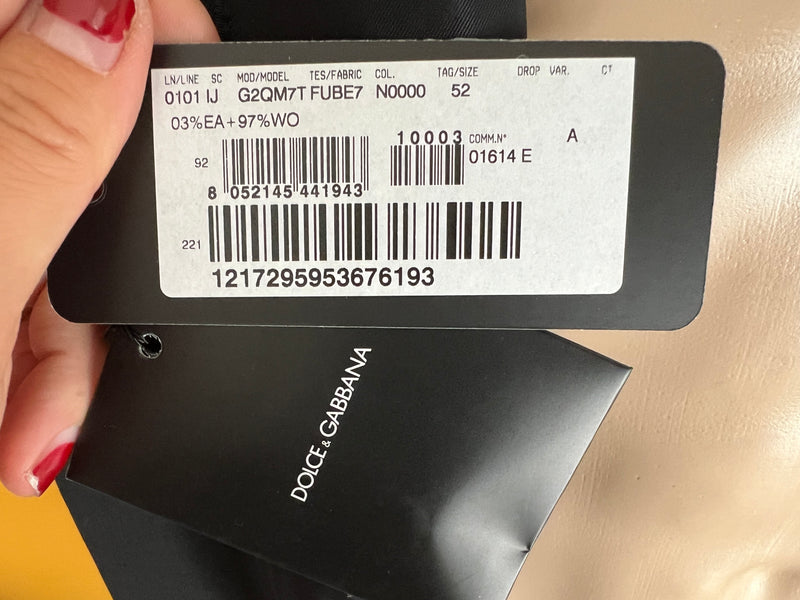 LN/LINE SC MOD/MODEL TES/FABRIC COL. TAG/SIZE DROP VAR. CT
0101 IJ G2QM7T FUBE7 N0000 52
03%EA+97%WO
10003 COMM.N° A
92 01614 E
8 052145 441943
221
1217295953676193
DOLCE & GABBANA